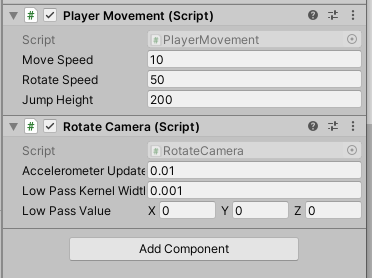 Player Movement (Script)
Script PlayerMovement
Move Speed 10
Rotate Speed 50
Jump Height 200
Rotate Camera (Script)
Script RotateCamera
Accelerometer Update 0.01
Low Pass Kernel Widtl 0.001
Low Pass Value X 0 Y 0 Z 0
Add Component